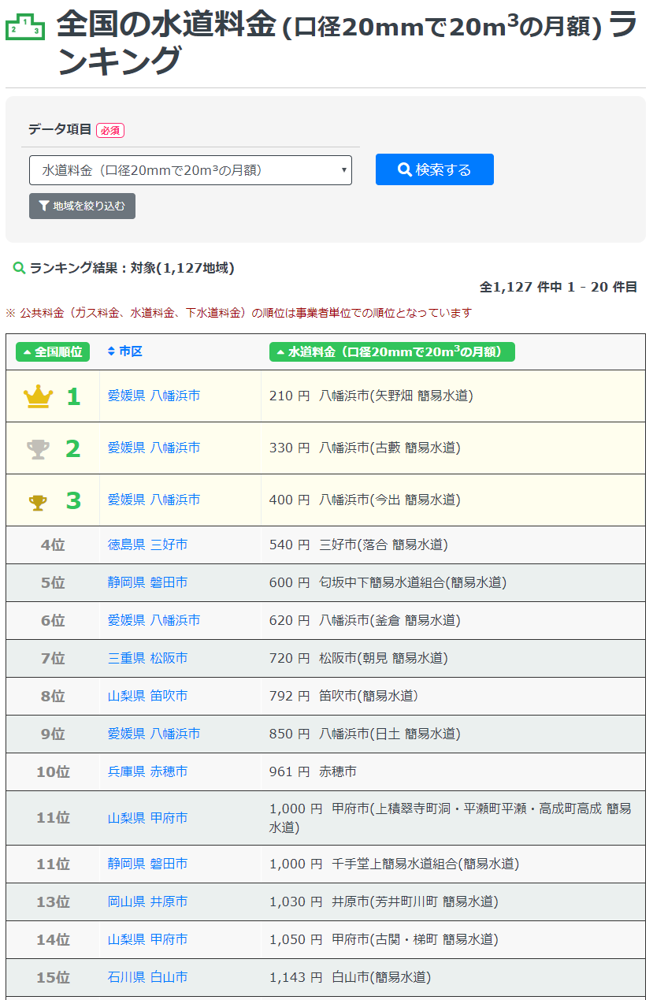 全国の水道料金(口径20mmで20m³の月額)ラ
ンキング
データ項目 必須
水道料金（口径20mmで20m³の月額）
検索する
地域を絞り込む
ランキング結果：対象(1,127地域)
全1,127 件中 1 - 20 件目
※ 公共料金（ガス料金、水道料金、下水道料金）の順位は事業者単位での順位となっています
全国順位 市区 水道料金（口径20mmで20m³の月額）
1 愛媛県 八幡浜市 210 円 八幡浜市(矢野畑 簡易水道)
2 愛媛県 八幡浜市 330 円 八幡浜市(古藪 簡易水道)
3 愛媛県 八幡浜市 400 円 八幡浜市(今出 簡易水道)
4位 徳島県 三好市 540 円 三好市(落合 簡易水道)
5位 静岡県 磐田市 600 円 匂坂中下簡易水道組合(簡易水道)
6位 愛媛県 八幡浜市 620 円 八幡浜市(釜倉 簡易水道)
7位 三重県 松阪市 720 円 松阪市(朝見 簡易水道)
8位 山梨県 笛吹市 792 円 笛吹市(簡易水道)
9位 愛媛県 八幡浜市 850 円 八幡浜市(日土 簡易水道)
10位 兵庫県 赤穂市 961 円 赤穂市
11位 山梨県 甲府市 1,000 円 甲府市(上積翠寺町洞・平瀬町平瀬・高成町高成 簡易
水道)
11位 静岡県 磐田市 1,000 円 千手堂上簡易水道組合(簡易水道)
13位 岡山県 井原市 1,030 円 井原市(芳井町川町 簡易水道)
14位 山梨県 甲府市 1,050 円 甲府市(古関・梯町 簡易水道)
15位 石川県 白山市 1,143 円 白山市(簡易水道)